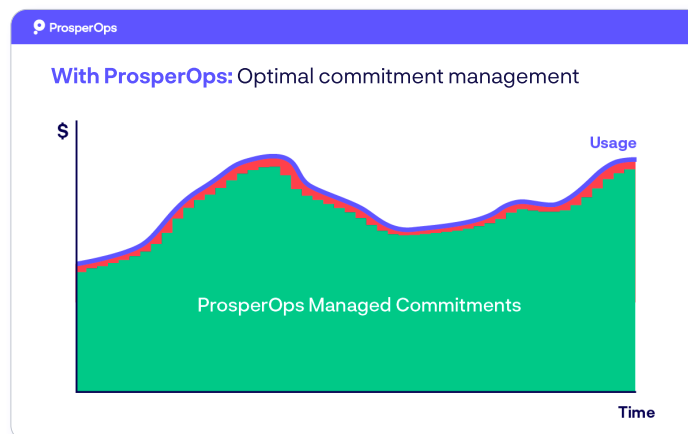 ProsperOps
With ProsperOps: Optimal commitment management
$
Usage
ProsperOps Managed Commitments
Time